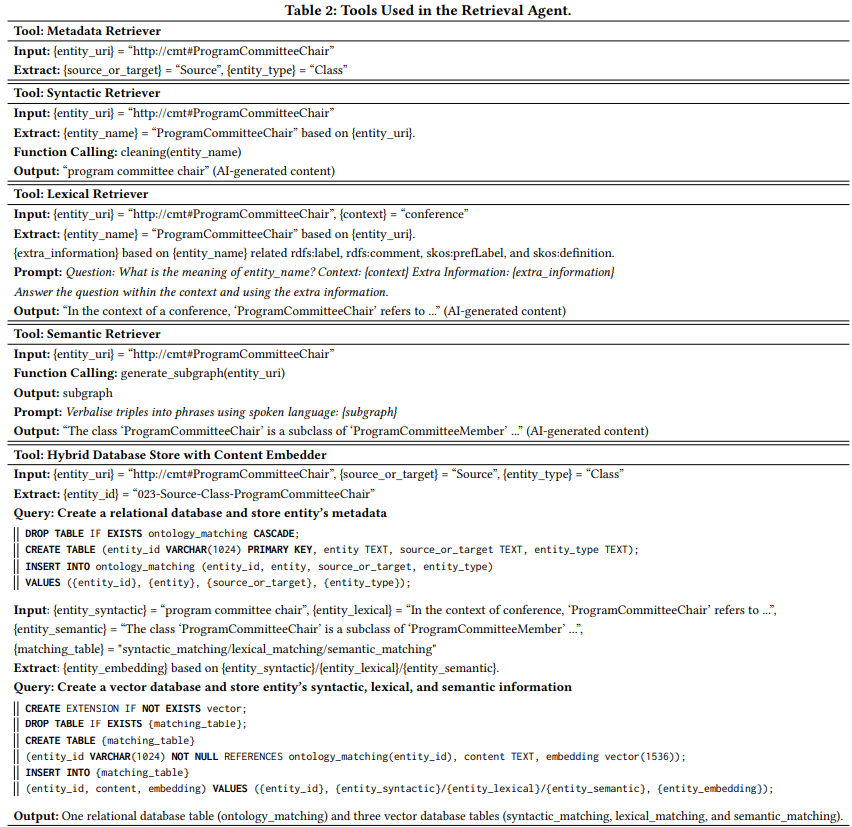 Table 2: Tools Used in the Retrieval Agent.
Tool: Metadata Retriever
Input: {entity_uri} = “http://cmt#ProgramCommitteeChair”
Extract: {source_or_target} = “Source”, {entity_type} = “Class”
Tool: Syntactic Retriever
Input: {entity_uri} = “http://cmt#ProgramCommitteeChair”
Extract: {entity_name} = “ProgramCommitteeChair” based on {entity_uri}.
Function Calling: cleaning(entity_name)
Output: “program committee chair” (AI-generated content)
Tool: Lexical Retriever
Input: {entity_uri} = “http://cmt#ProgramCommitteeChair”, {context} = “conference”
Extract: {entity_name} = “ProgramCommitteeChair” based on {entity_uri}.
{extra_information} based on {entity_name} related rdfs:label, rdfs:comment, skos:prefLabel, and skos:definition.
Prompt: Question: What is the meaning of entity_name? Context: {context} Extra Information: {extra_information}
Answer the question within the context and using the extra information.
Output: “In the context of a conference, ‘ProgramCommitteeChair’ refers to ...” (AI-generated content)
Tool: Semantic Retriever
Input: {entity_uri} = “http://cmt#ProgramCommitteeChair”
Function Calling: generate_subgraph(entity_uri)
Output: subgraph
Prompt: Verbalise triples into phrases using spoken language: {subgraph}
Output: “The class ‘ProgramCommitteeChair’ is a subclass of ‘ProgramCommitteeMember’ ...” (AI-generated content)
Tool: Hybrid Database Store with Content Embedder
Input: {entity_uri} = “http://cmt#ProgramCommitteeChair”, {source_or_target} = “Source”, {entity_type} = “Class”
Extract: {entity_id} = “023-Source-Class-ProgramCommitteeChair”
Query: Create a relational database and store entity’s metadata
DROP TABLE IF EXISTS ontology_matching CASCADE;
CREATE TABLE (entity_id VARCHAR(1024) PRIMARY KEY, entity TEXT, source_or_target TEXT, entity_type TEXT);
INSERT INTO ontology_matching (entity_id, entity, source_or_target, entity_type)
VALUES ({entity_id}, {entity}, {source_or_target}, {entity_type});
Input: {entity_syntactic} = “program committee chair”, {entity_lexical} = “In the context of conference, ‘ProgramCommitteeChair’ refers to ...”,
{entity_semantic} = “The class ‘ProgramCommitteeChair’ is a subclass of ‘ProgramCommitteeMember’ ...”,
{matching_table} = "syntactic_matching/lexical_matching/semantic_matching"
Extract: {entity_embedding} based on {entity_syntactic}/{entity_lexical}/{entity_semantic}.
Query: Create a vector database and store entity’s syntactic, lexical, and semantic information
CREATE EXTENSION IF NOT EXISTS vector;
DROP TABLE IF EXISTS {matching_table};
CREATE TABLE {matching_table}
(entity_id VARCHAR(1024) NOT NULL REFERENCES ontology_matching(entity_id), content TEXT, embedding vector(1536));
INSERT INTO {matching_table}
(entity_id, content, embedding) VALUES ({entity_id}, {entity_syntactic}/{entity_lexical}/{entity_semantic}, {entity_embedding});
Output: One relational database table (ontology_matching) and three vector database tables (syntactic_matching, lexical_matching, and semantic_matching).